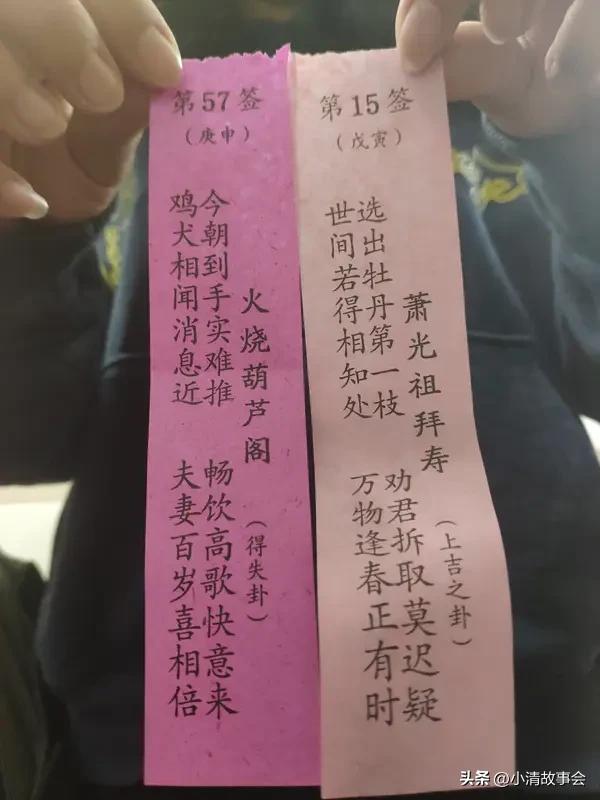 第57签
（庚申）
火烧葫芦阁
（得失卦）
今朝到手实难推
畅饮高歌快意来
鸡犬相闻消息近
夫妻百岁喜相倍
第15签
（戊寅）
萧光祖拜寿
（上吉之卦）
选出牡丹第一枝
劝君拆取莫迟疑
世间若得相知处
万物逢春正有时
头条 @小清故事会